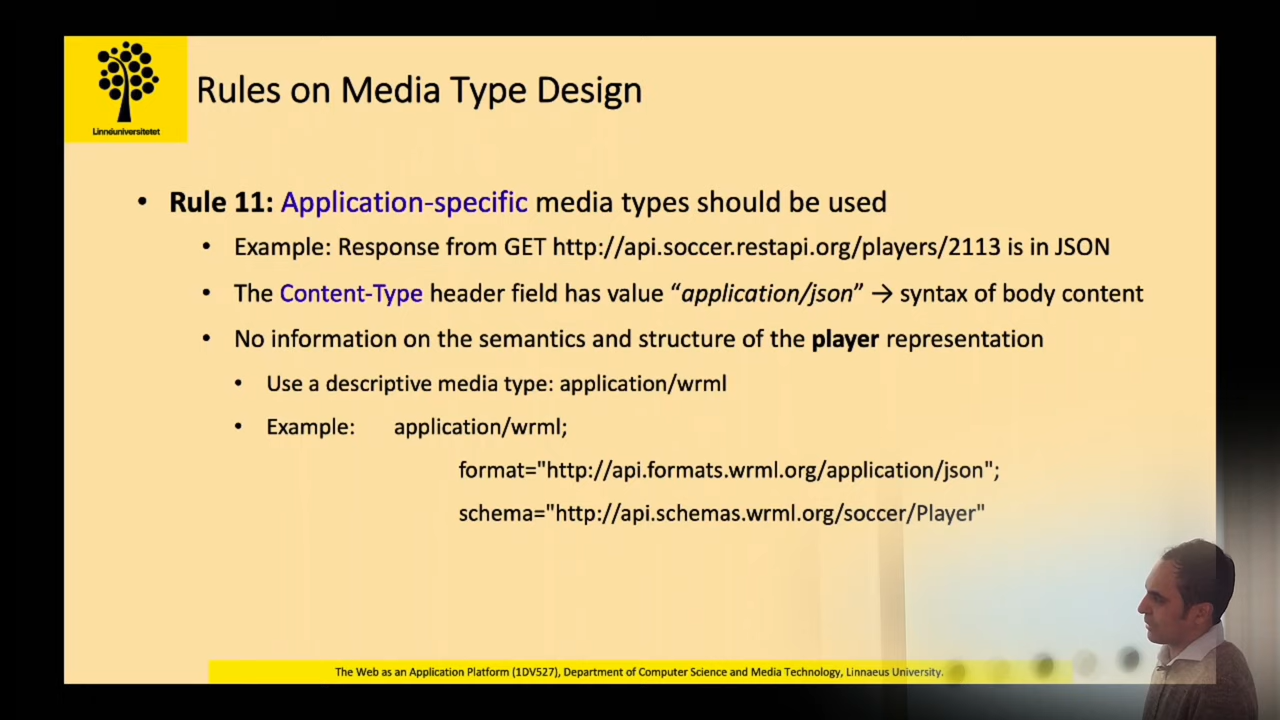 Linnéuniversitetet
Rules on Media Type Design
• Rule 11: Application-specific media types should be used
• Example: Response from GET http://api.soccer.restapi.org/players/2113 is in JSON
• The Content-Type header field has value “application/json” → syntax of body content
• No information on the semantics and structure of the player representation
• Use a descriptive media type: application/wrml
• Example: application/wrml;
format="http://api.formats.wrml.org/application/json";
schema="http://api.schemas.wrml.org/soccer/Player"
The Web as an Application Platform (1DV527), Department of Computer Science and Media Technology, Linnaeus University.